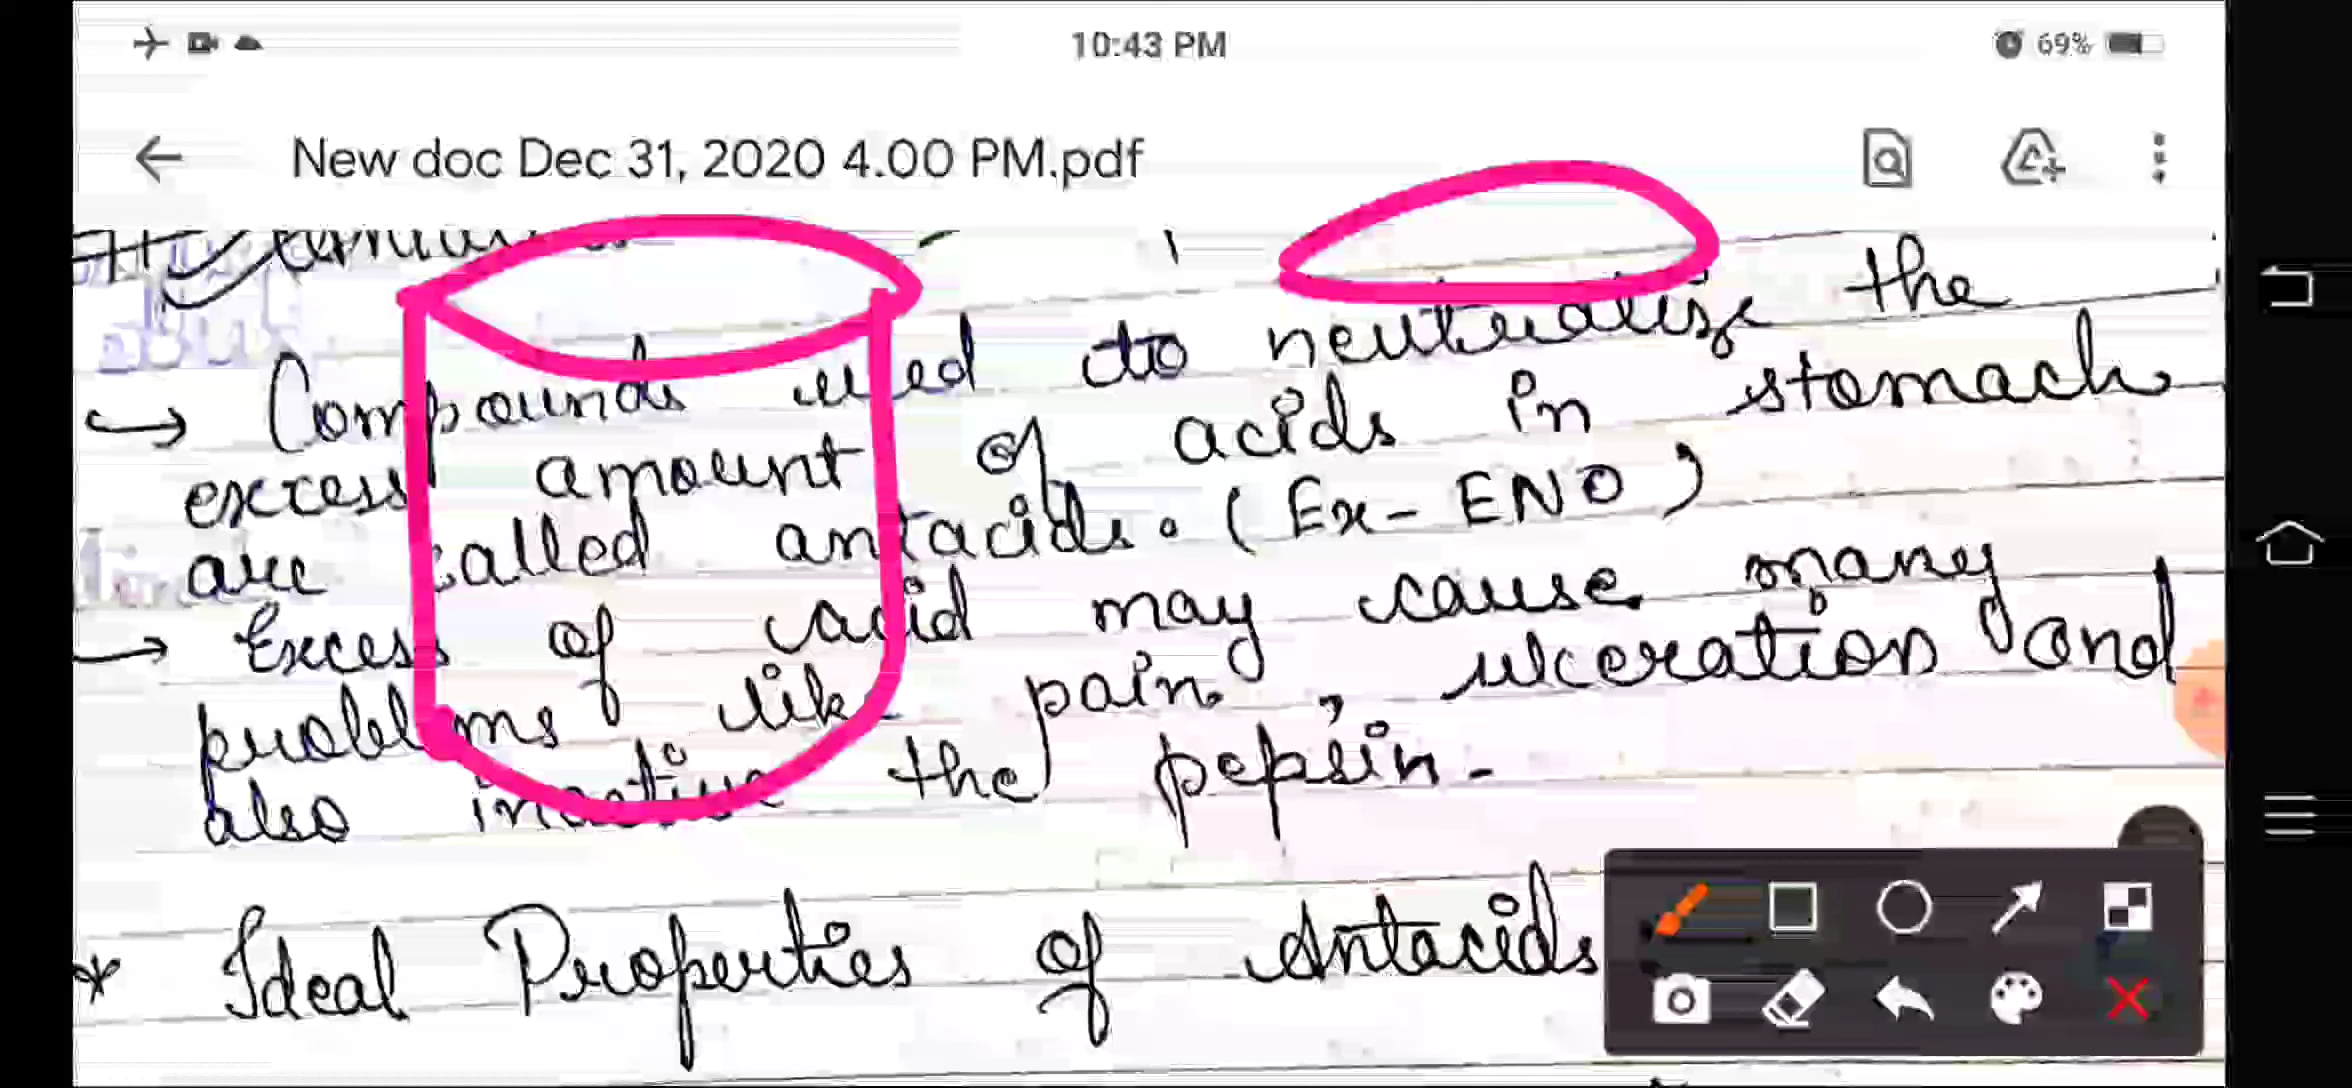 10:43 PM
69%
New doc Dec 31, 2020 4.00 PM.pdf
→ Compounds used to neutralize the
excess amount of acids in stomach
are called antacids. (Ex- ENO)
→ Excess of acid may cause many
problems like pain, ulceration and
also inactive the pepsin.
* Ideal Properties of Antacids